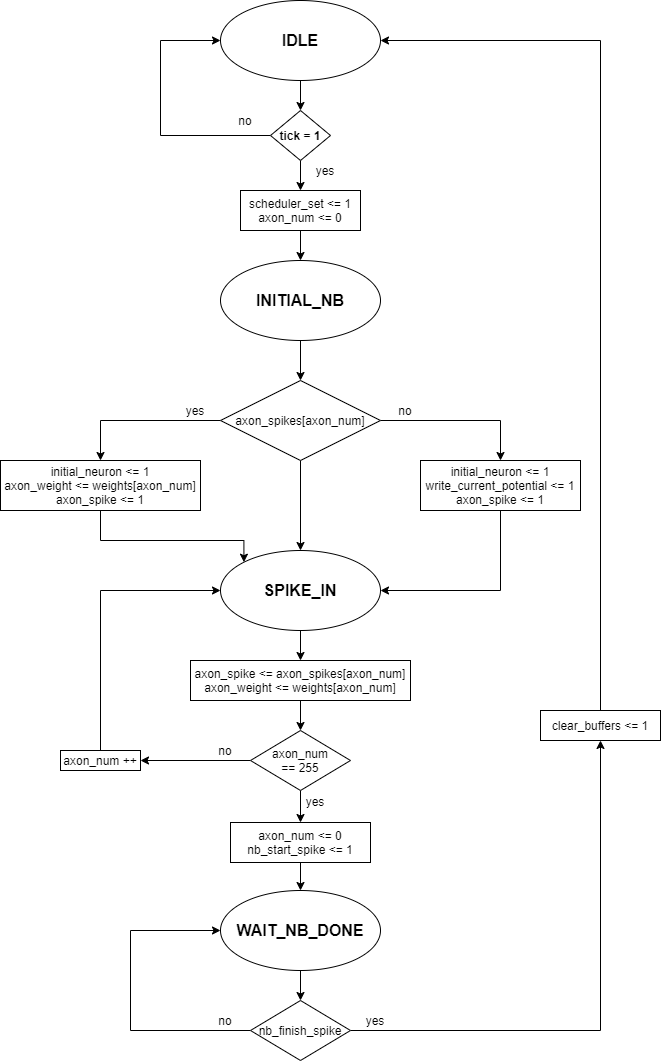 IDLE
no
tick = 1
yes
scheduler_set <= 1
axon_num <= 0
INITIAL_NB
yes
axon_spikes[axon_num]
no
initial_neuron <= 1
axon_weight <= weights[axon_num]
axon_spike <= 1
initial_neuron <= 1
write_current_potential <= 1
axon_spike <= 1
SPIKE_IN
axon_spike <= axon_spikes[axon_num]
axon_weight <= weights[axon_num]
clear_buffers <= 1
axon_num ++
no
axon_num
== 255
yes
axon_num <= 0
nb_start_spike <= 1
WAIT_NB_DONE
no
nb_finish_spike
yes